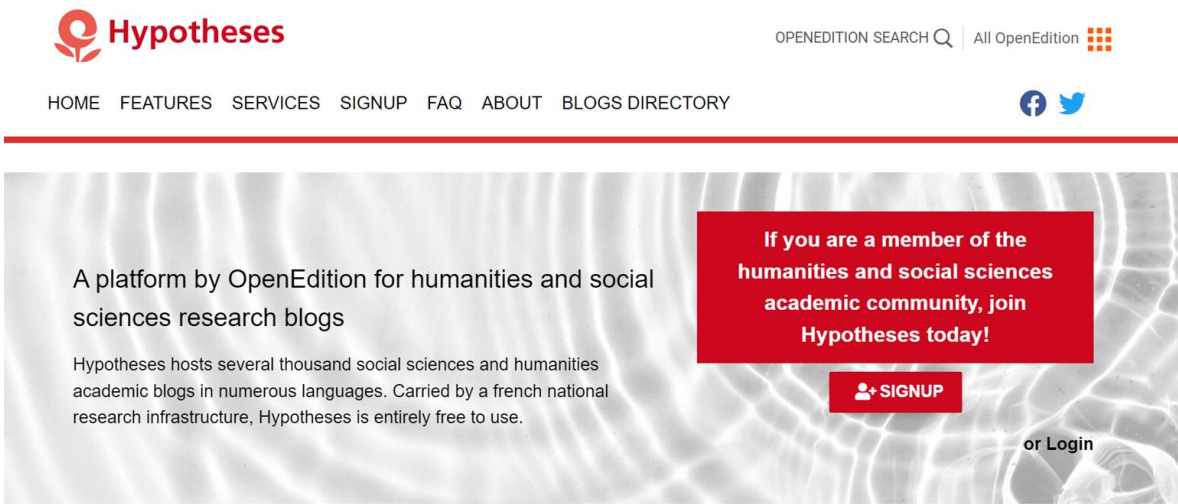 Hypotheses
OPENEDITION SEARCH
All OpenEdition
HOME FEATURES SERVICES SIGNUP FAQ ABOUT BLOGS DIRECTORY
A platform by OpenEdition for humanities and social
sciences research blogs
Hypotheses hosts several thousand social sciences and humanities
academic blogs in numerous languages. Carried by a french national
research infrastructure, Hypotheses is entirely free to use.
If you are a member of the
humanities and social sciences
academic community, join
Hypotheses today!
SIGNUP
or Login